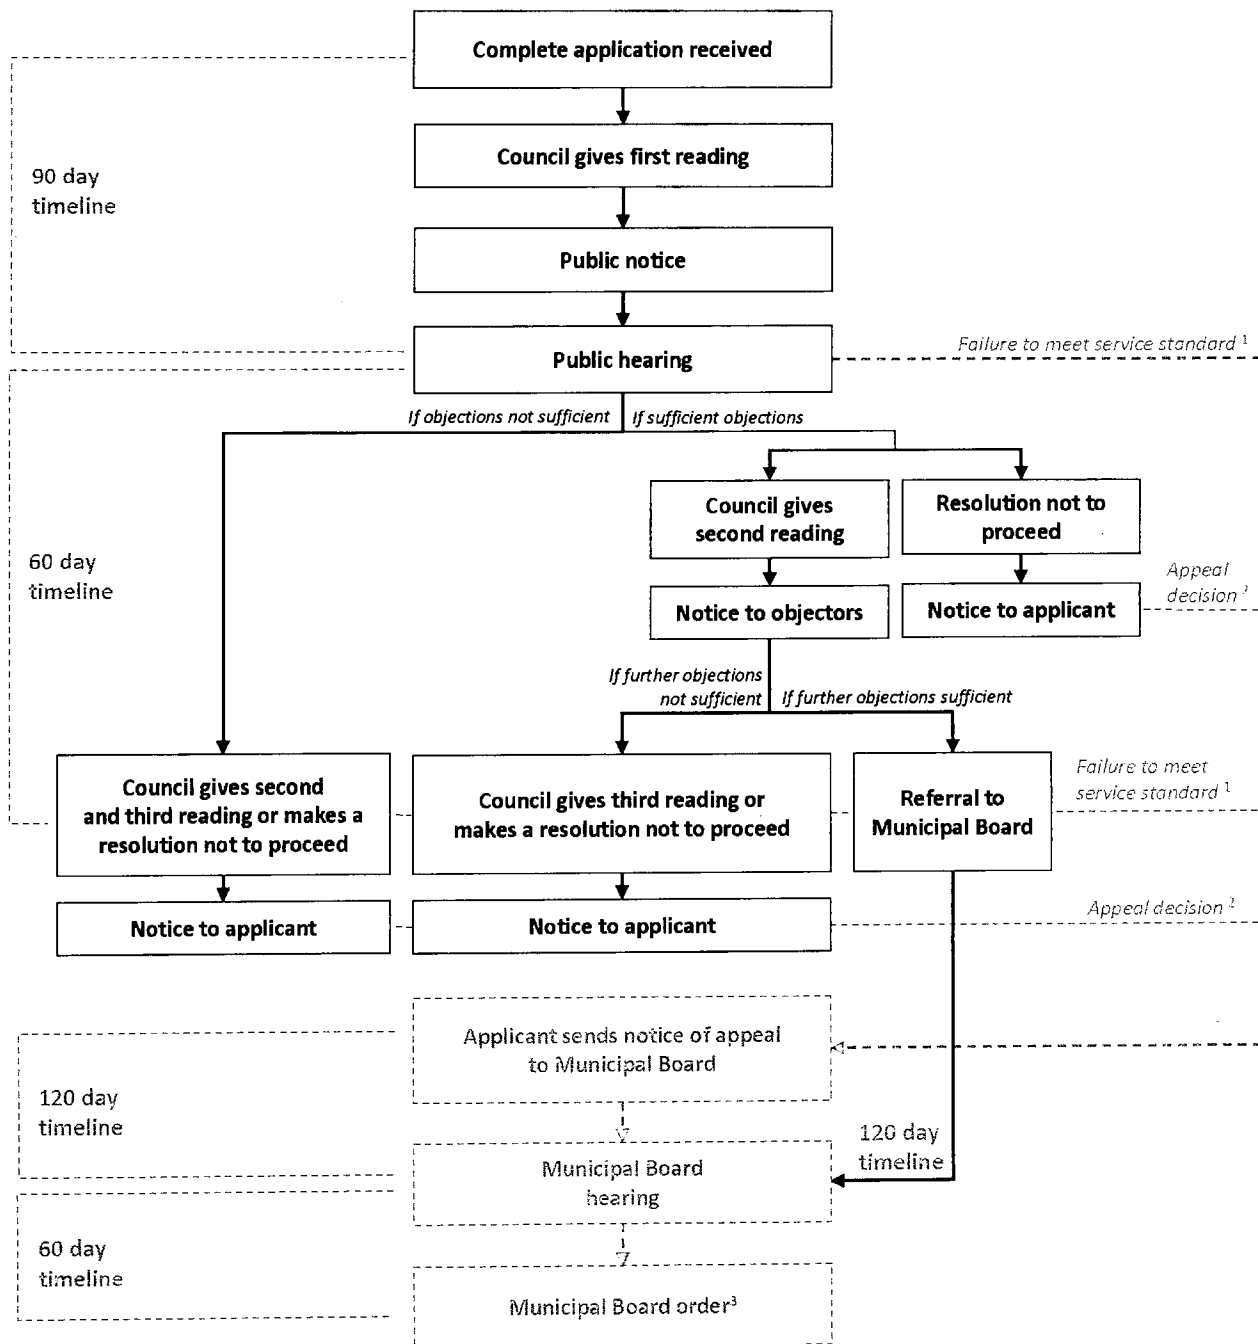 Complete application received
Council gives first reading
90 day
timeline
Public notice
Public hearing
Failure to meet service standard 1
If objections not sufficient
If sufficient objections
Council gives
second reading
Resolution not to
proceed
60 day
timeline
Appeal
decision 2
Notice to objectors
Notice to applicant
If further objections
not sufficient
If further objections sufficient
Council gives second
and third reading or makes a
resolution not to proceed
Council gives third reading or
makes a resolution not to proceed
Referral to
Municipal Board
Failure to meet
service standard 1
Notice to applicant
Notice to applicant
Appeal decision 2
Applicant sends notice of appeal
to Municipal Board
120 day
timeline
120 day
timeline
Municipal Board
hearing
60 day
timeline
Municipal Board order3